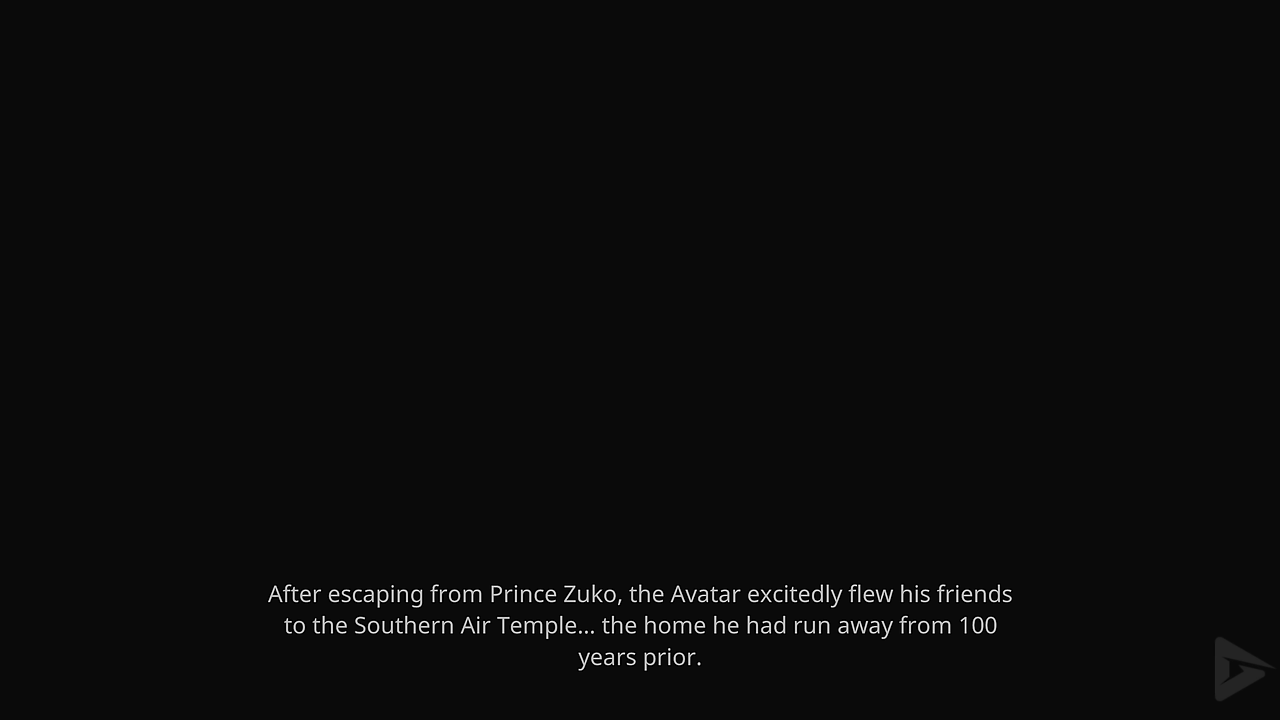 After escaping from Prince Zuko, the Avatar excitedly flew his friends
to the Southern Air Temple... the home he had run away from 100
years prior.